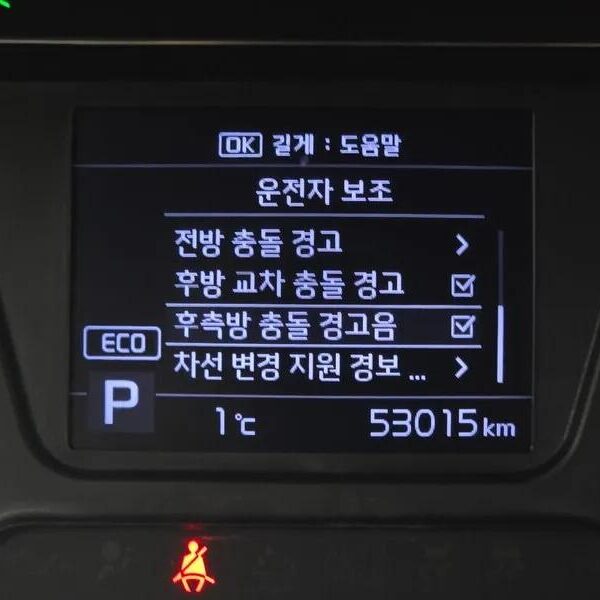 OK 길게 : 도움말
운전자 보조
전방 충돌 경고
후방 교차 충돌 경고
후측방 충돌 경고음
차선 변경 지원 경보 ...
ECO
P
1℃ 53015 km